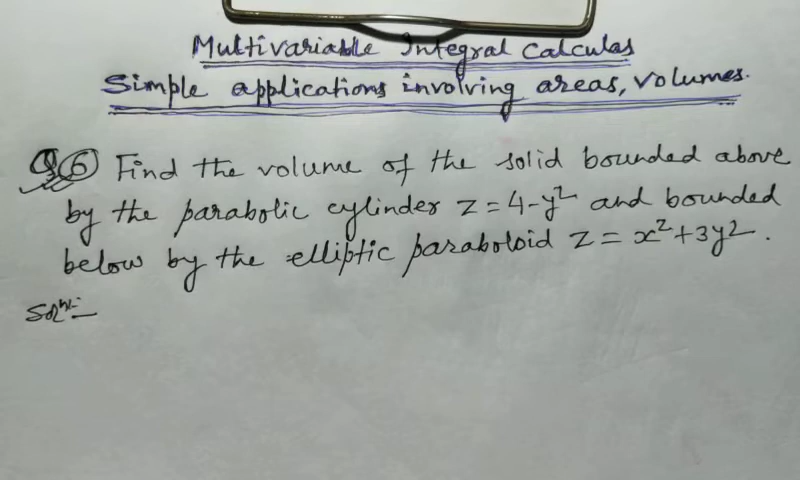 Multivariable Integral Calculas
Simple applications involving areas, volumes.
Q6 Find the volume of the solid bounded above
by the parabolic cylinder z = 4-y² and bounded
below by the elliptic paraboloid z = x²+3y2.
Solⁿ:-